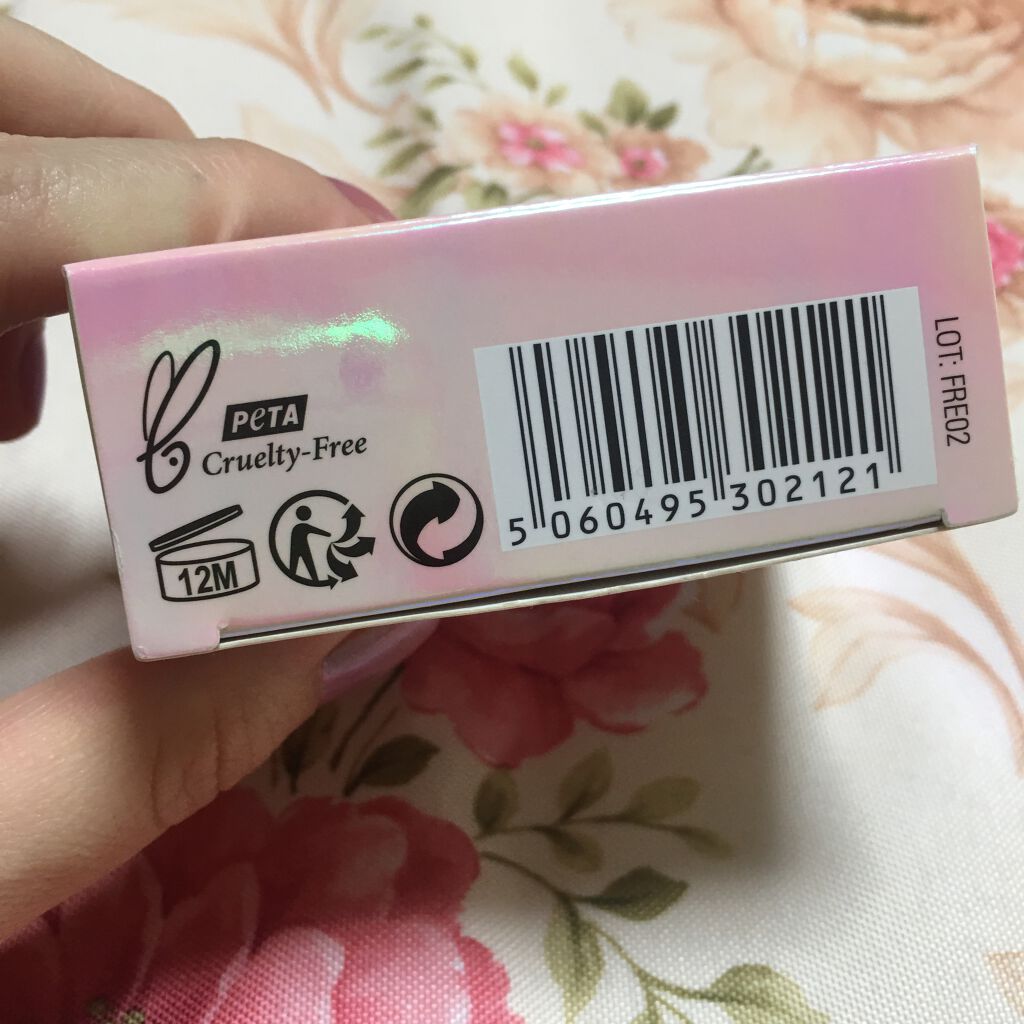 PeTA
Cruelty-Free
12M
5 060495 302121
LOT: FRE02